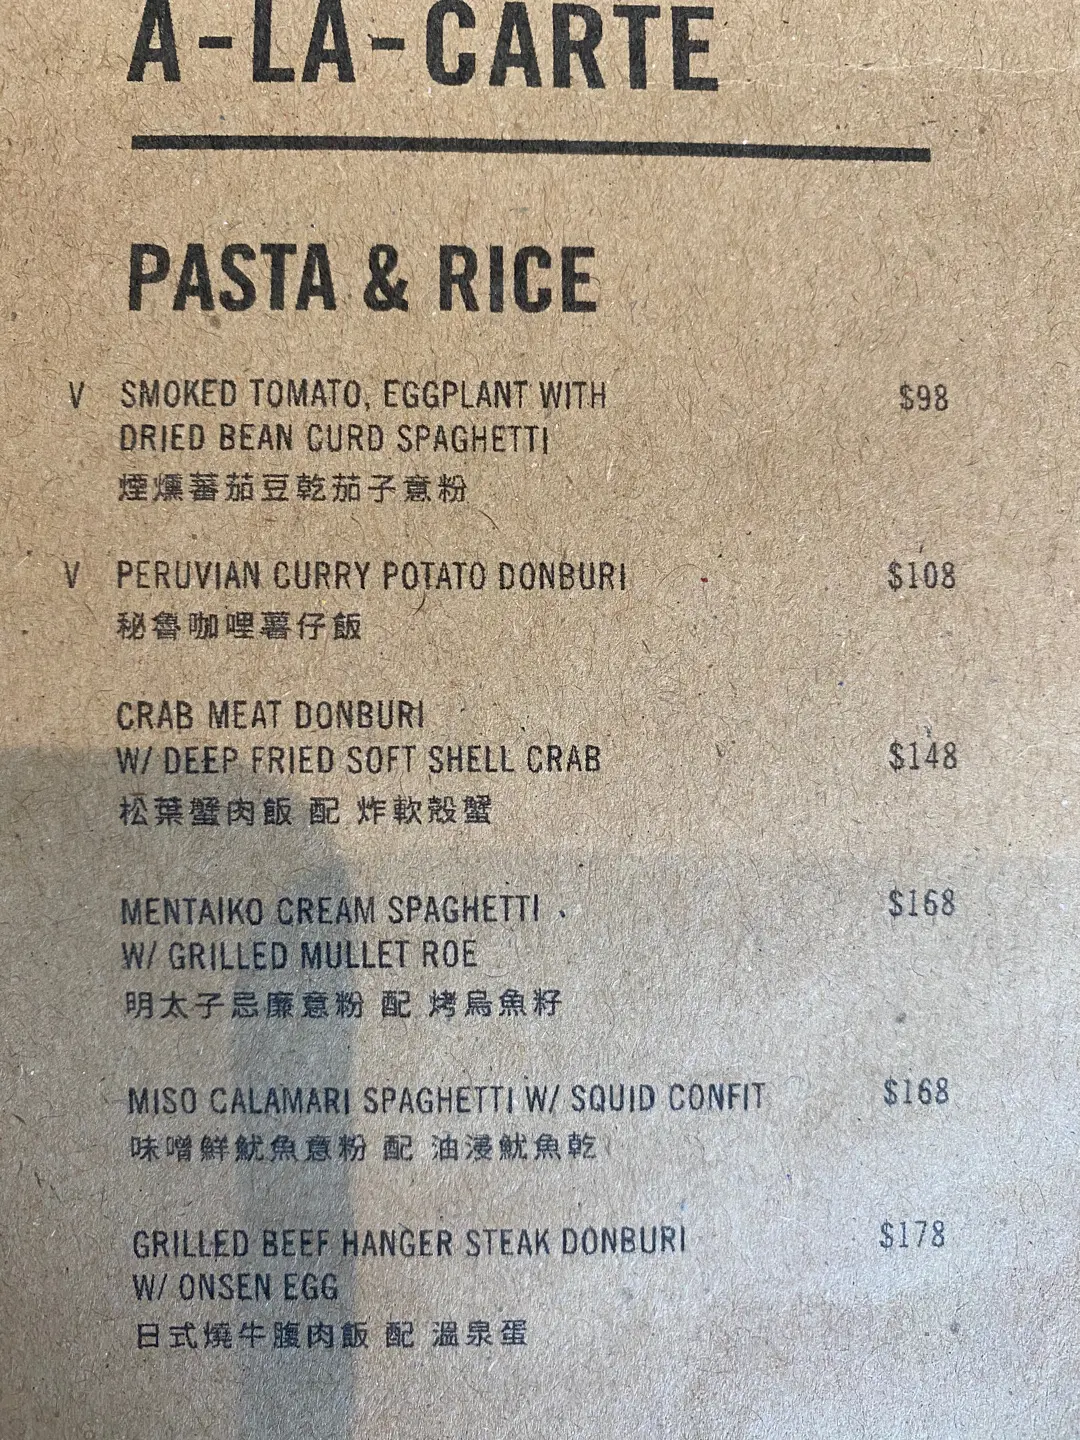 A-LA-CARTE
PASTA & RICE
V SMOKED TOMATO, EGGPLANT WITH $98
DRIED BEAN CURD SPAGHETTI
煙燻蕃茄豆乾茄子意粉
V PERUVIAN CURRY POTATO DONBURI $108
秘魯咖哩薯仔飯
CRAB MEAT DONBURI
W/ DEEP FRIED SOFT SHELL CRAB $148
松葉蟹肉飯 配 炸軟殼蟹
MENTAIKO CREAM SPAGHETTI $168
W/ GRILLED MULLET ROE
明太子忌廉意粉 配 烤烏魚籽
MISO CALAMARI SPAGHETTI W/ SQUID CONFIT $168
味噌鮮魷魚意粉 配 油浸魷魚乾
GRILLED BEEF HANGER STEAK DONBURI $178
W/ ONSEN EGG
日式燒牛腹肉飯 配 溫泉蛋